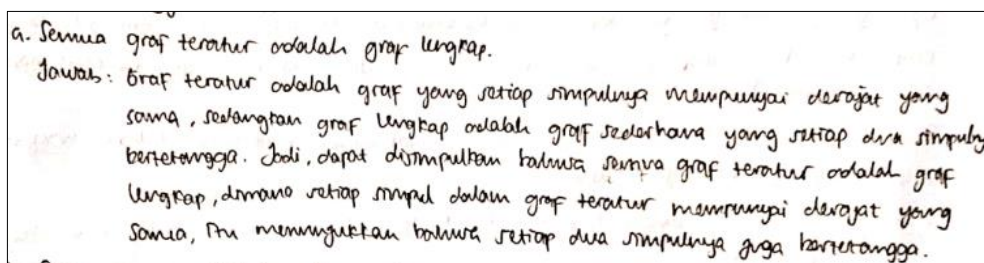 a. Semua graf teratur adalah graf lengkap.
Jawab: Graf teratur adalah graf yang setiap simpulnya mempunyai derajat yang
sama, sedangkan graf lengkap adalah graf sederhana yang setiap dua simpulny
bertetangga. Jadi, dapat disimpulkan bahwa semua graf teratur adalah graf
lengkap, dimana setiap simpul dalam graf teratur mempunyai derajat yang
sama, itu menunjukkan bahwa setiap dua simpulnya juga bertetangga.